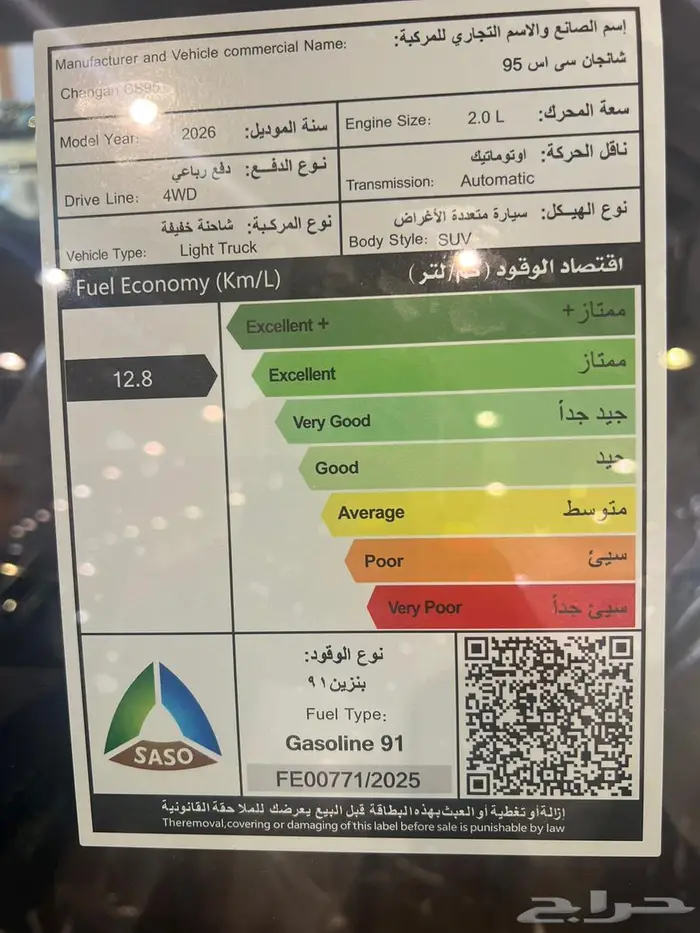 إسم الصانع والاسم التجاري للمركبة:
Manufacturer and Vehicle commercial Name:
شانجان سى اس 95
Changan CS95
سنة الموديل:
Model Year: 2026
سعة المحرك:
Engine Size: 2.0 L
نوع الدفـع: دفع رباعي
Drive Line: 4WD
ناقل الحركة: اوتوماتيك
Transmission: Automatic
نوع المركبة: شاحنة خفيفة
Vehicle Type: Light Truck
نوع الهيكل: سيارة متعددة الأغراض
Body Style: SUV
Fuel Economy (Km/L) اقتصاد الوقود (كم/لتر)
Excellent + ممتاز+
12.8
Excellent ممتاز
Very Good جيد جداً
Good جيد
Average متوسط
Poor سيئ
Very Poor سيئ جداً
نوع الوقود:
بنزين ٩١
Fuel Type:
Gasoline 91
FE00771/2025
SASO
إزالة أو تغطية أو العبث بهذه البطاقة قبل البيع يعرضك للملاحقة القانونية
Theremoval,covering or damaging of this label before sale is punishable by law
حراج